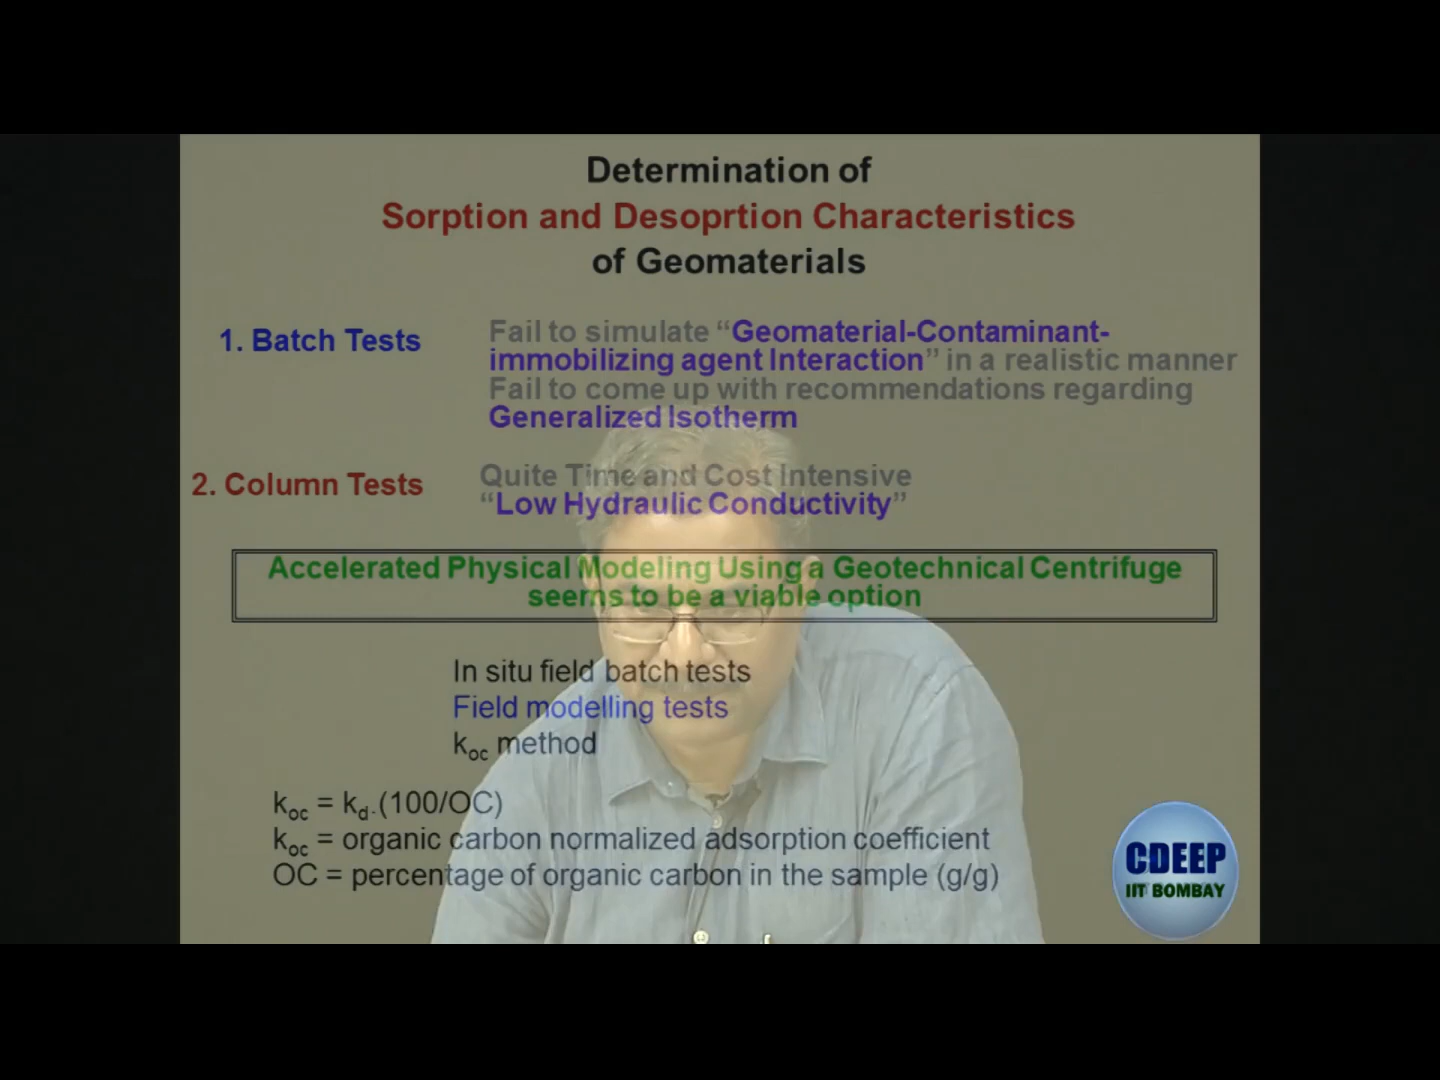 Determination of
Sorption and Desoprtion Characteristics
of Geomaterials
1. Batch Tests
Fail to simulate “Geomaterial-Contaminant-
immobilizing agent Interaction” in a realistic manner
Fail to come up with recommendations regarding
Generalized Isotherm
2. Column Tests
Quite Time and Cost Intensive
“Low Hydraulic Conductivity”
Accelerated Physical Modeling Using a Geotechnical Centrifuge
seems to be a viable option
In situ field batch tests
Field modelling tests
koc method
koc = kd.(100/OC)
koc = organic carbon normalized adsorption coefficient
OC = percentage of organic carbon in the sample (g/g)
CDEEP
IIT BOMBAY